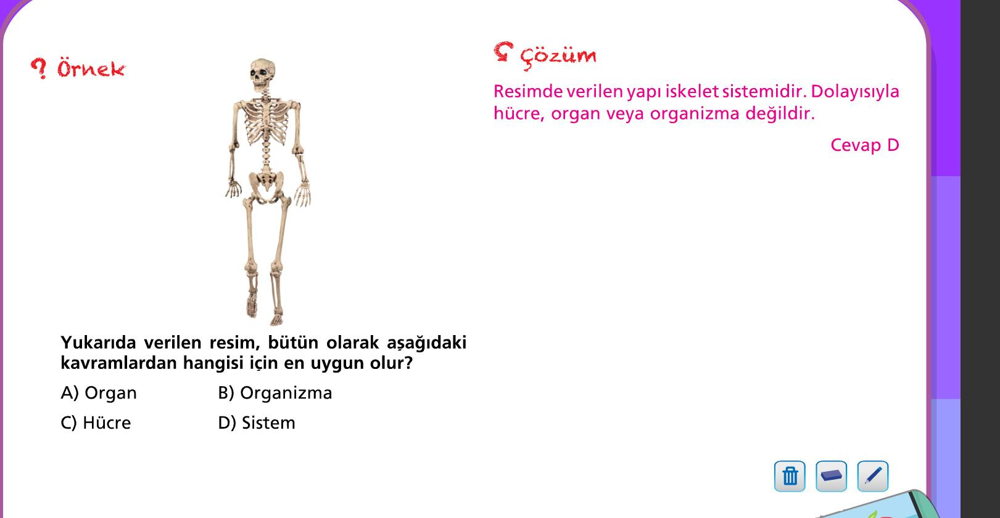 ? Örnek
Yukarıda verilen resim, bütün olarak aşağıdaki
kavramlardan hangisi için en uygun olur?
A) Organ B) Organizma
C) Hücre D) Sistem
Çözüm
Resimde verilen yapı iskelet sistemidir. Dolayısıyla
hücre, organ veya organizma değildir.
Cevap D